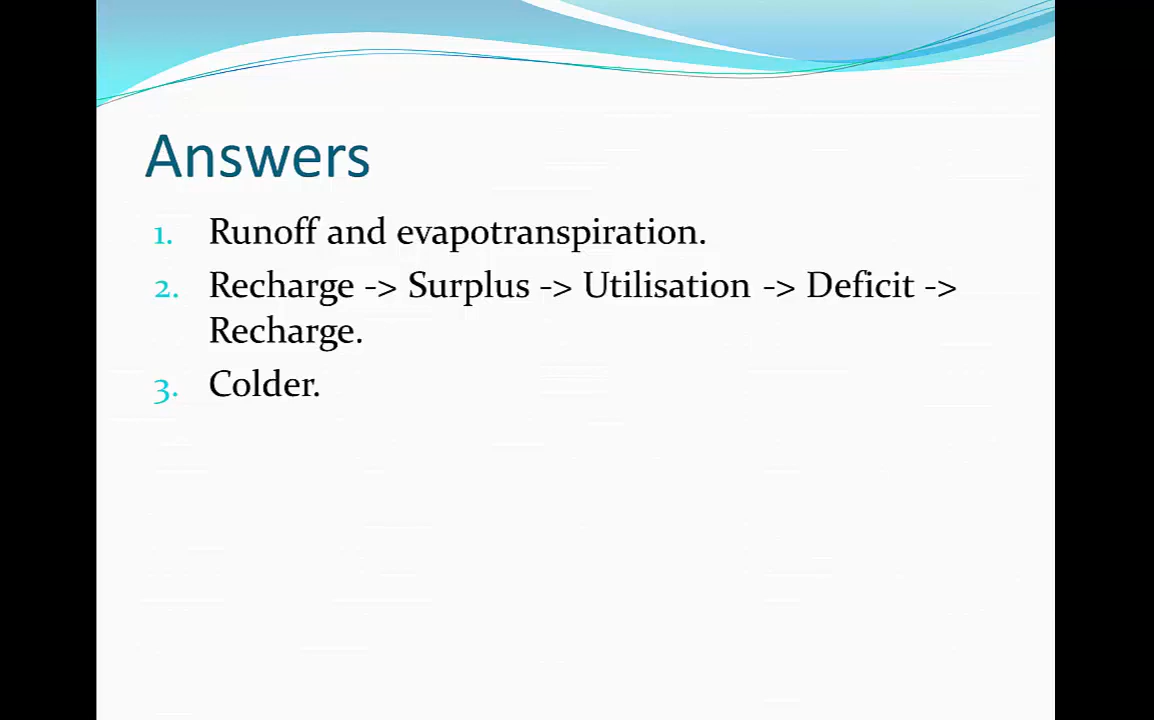 Answers
1. Runoff and evapotranspiration.
2. Recharge -> Surplus -> Utilisation -> Deficit ->
Recharge.
3. Colder.